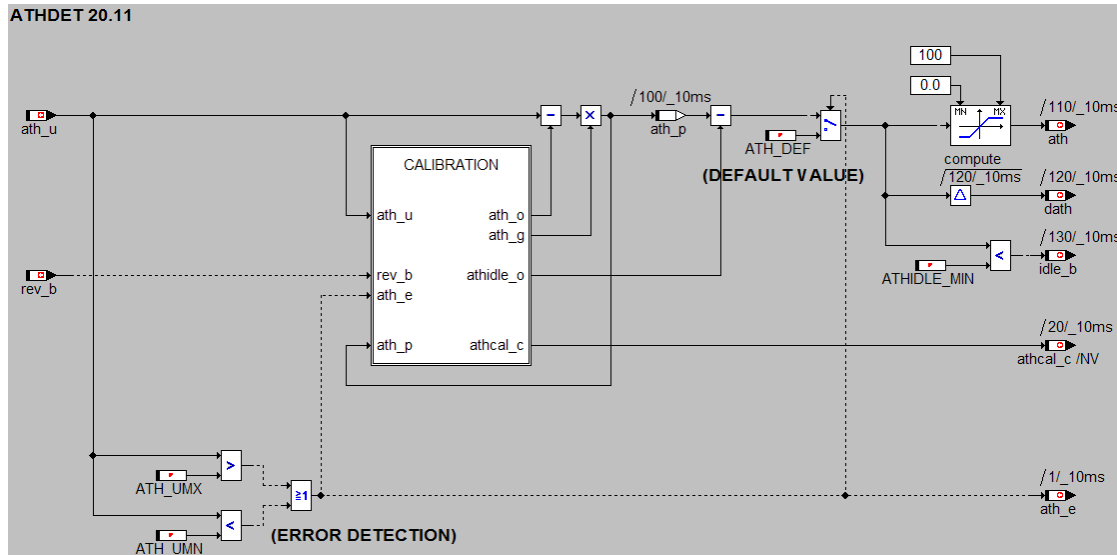 ATHDET 20.11
100
0.0
/100/_10ms
/110/_10ms
MN MX
ath_u
ath_p
ATH_DEF
ath
compute
CALIBRATION
(DEFAULT VALUE)
/120/_10ms
/120/_10ms
ath_u
ath_o
dath
ath_g
/130/_10ms
rev_b
athidle_o
<
idle_b
rev_b
ath_e
ATHIDLE_MIN
/20/_10ms
ath_p
athcal_c
athcal_c /NV
>
ATH_UMX
≥1
/1/_10ms
<
ath_e
ATH_UMN
(ERROR DETECTION)